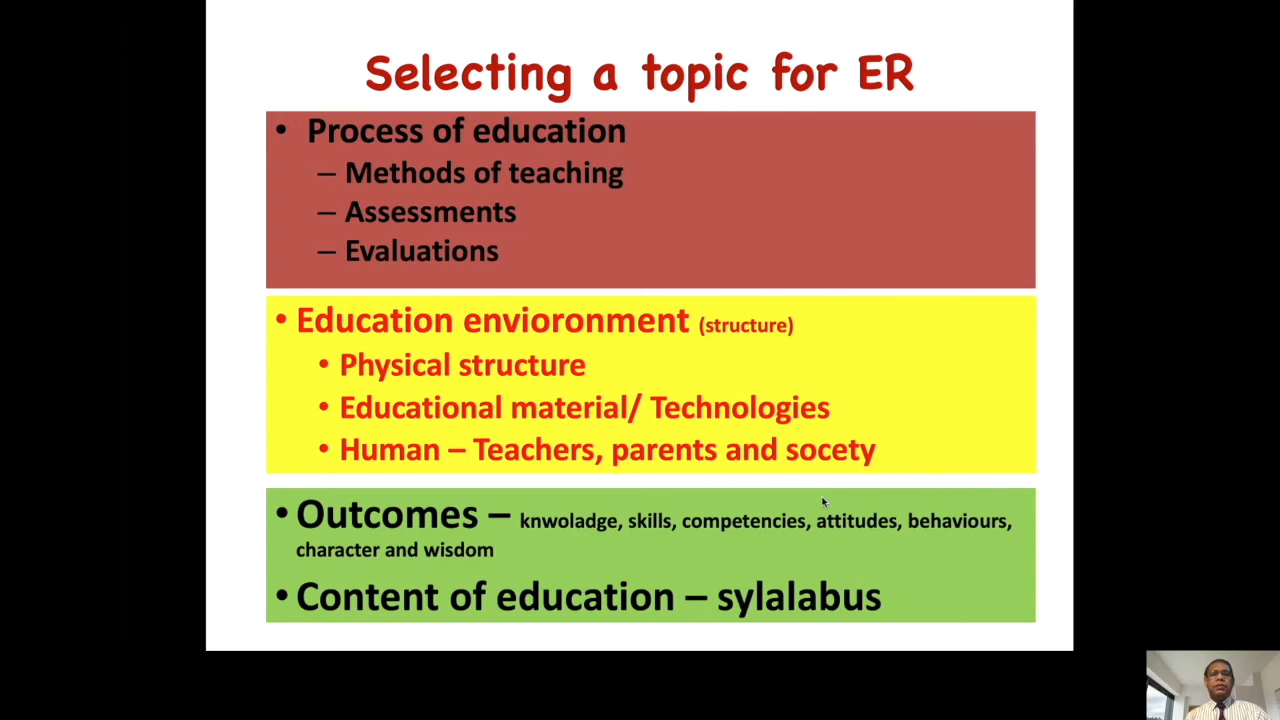 Selecting a topic for ER
• Process of education
– Methods of teaching
– Assessments
– Evaluations
• Education envioronment (structure)
• Physical structure
• Educational material/ Technologies
• Human – Teachers, parents and socety
• Outcomes – knwoladge, skills, competencies, attitudes, behaviours,
character and wisdom
• Content of education – sylalabus